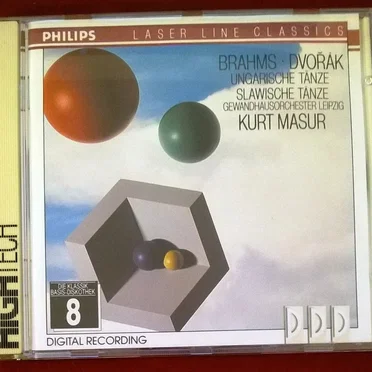 PHILIPS
LASER LINE CLASSICS
BRAHMS · DVOŘÁK
UNGARISCHE TÄNZE
SLAWISCHE TÄNZE
GEWANDHAUSORCHESTER LEIPZIG
KURT MASUR
HIGH TECH
DIE KLASSIK
BASIS-DISKOTHEK
8
DDD
DIGITAL RECORDING